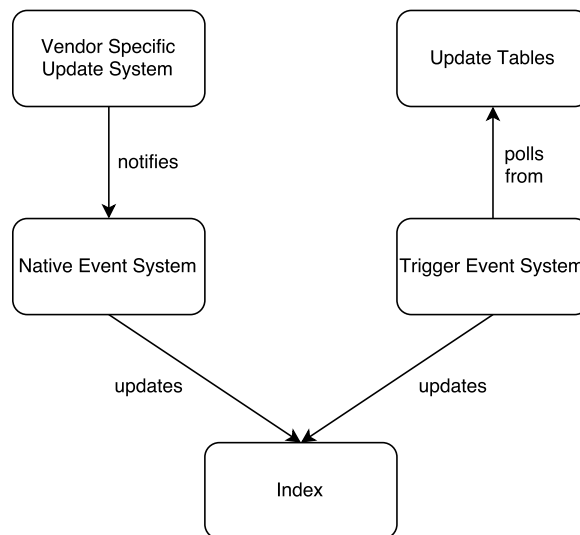 Vendor Specific
Update System
Update Tables
notifies
polls
from
Native Event System
Trigger Event System
updates
updates
Index